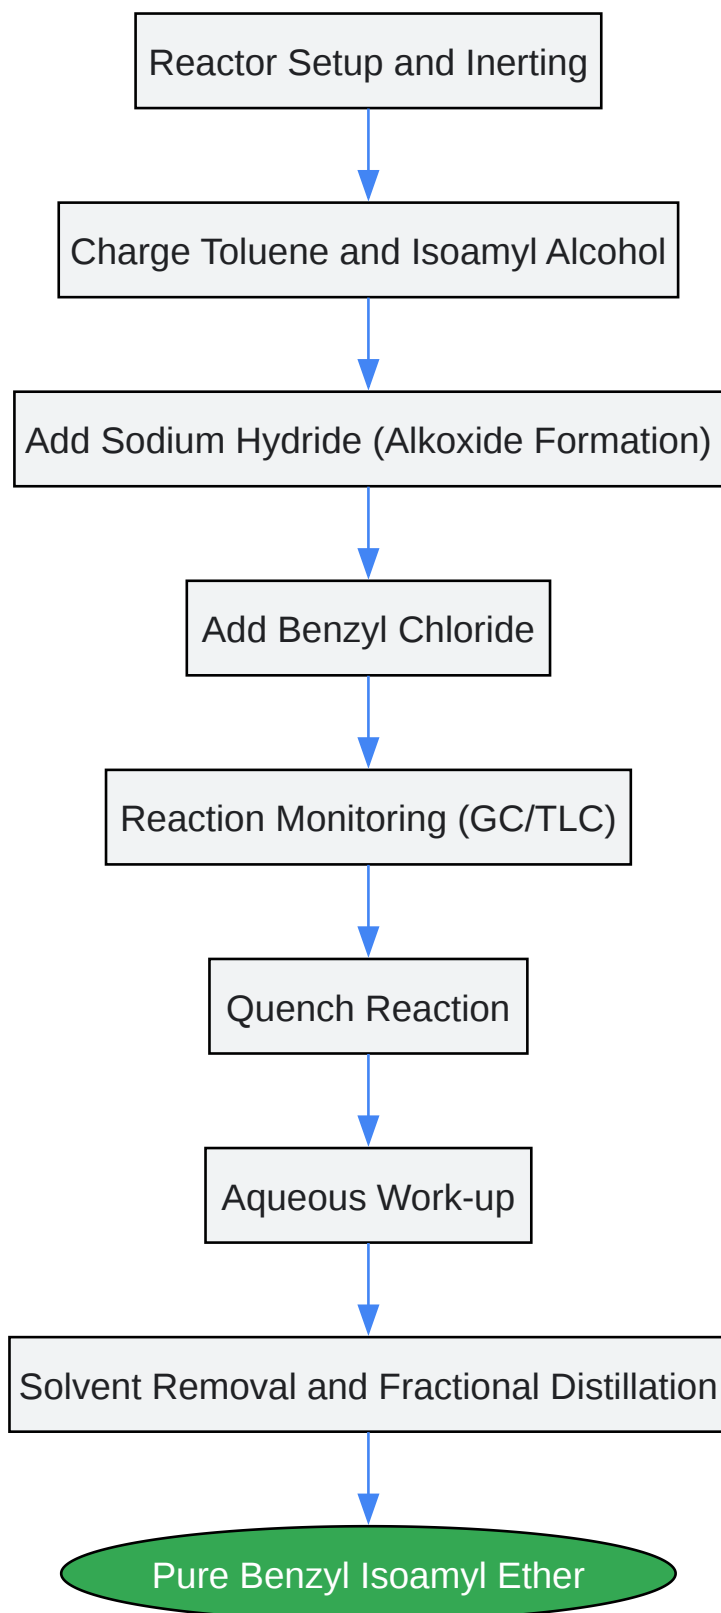 Reactor Setup and Inerting
Charge Toluene and Isoamyl Alcohol
Add Sodium Hydride (Alkoxide Formation)
Add Benzyl Chloride
Reaction Monitoring (GC/TLC)
Quench Reaction
Aqueous Work-up
Solvent Removal and Fractional Distillation
Pure Benzyl Isoamyl Ether